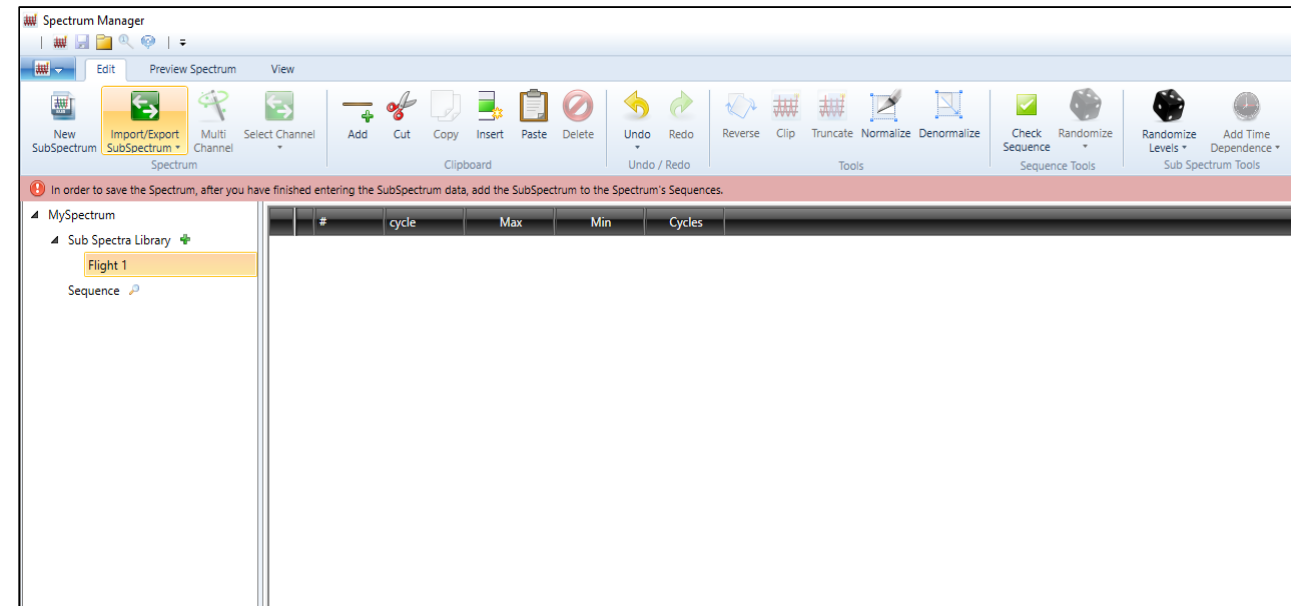 Spectrum Manager
Edit Preview Spectrum View
New SubSpectrum
Import/Export SubSpectrum
Multi Channel
Select Channel
Spectrum
Add Cut Copy Insert Paste Delete
Clipboard
Undo Redo
Undo / Redo
Reverse Clip Truncate Normalize Denormalize
Tools
Check Sequence
Randomize
Sequence Tools
Randomize Levels
Add Time Dependence
Sub Spectrum Tools
In order to save the Spectrum, after you have finished entering the SubSpectrum data, add the SubSpectrum to the Spectrum's Sequences.
MySpectrum
Sub Spectra Library
Flight 1
Sequence
# cycle Max Min Cycles